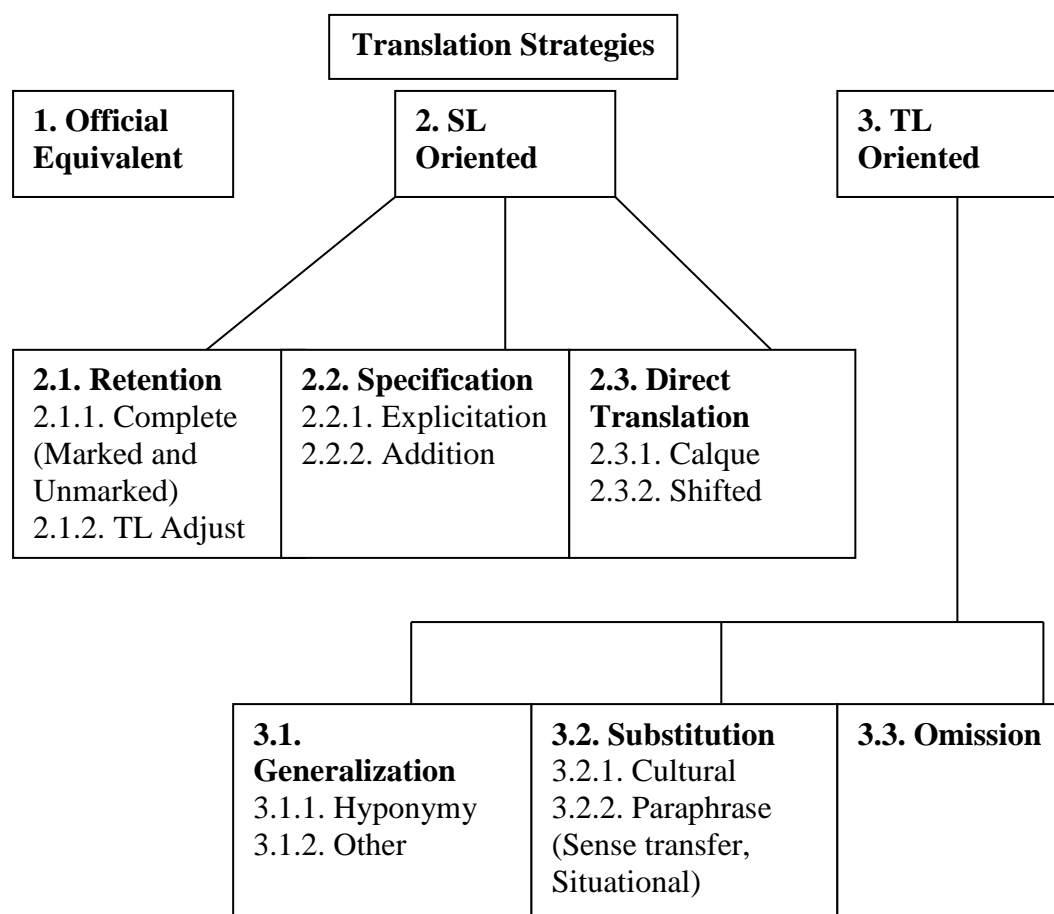 Translation Strategies
1. Official
Equivalent
2. SL
Oriented
3. TL
Oriented
2.1. Retention
2.1.1. Complete
(Marked and
Unmarked)
2.1.2. TL Adjust
2.2. Specification
2.2.1. Explicitation
2.2.2. Addition
2.3. Direct
Translation
2.3.1. Calque
2.3.2. Shifted
3.1.
Generalization
3.1.1. Hyponymy
3.1.2. Other
3.2. Substitution
3.2.1. Cultural
3.2.2. Paraphrase
(Sense transfer,
Situational)
3.3. Omission